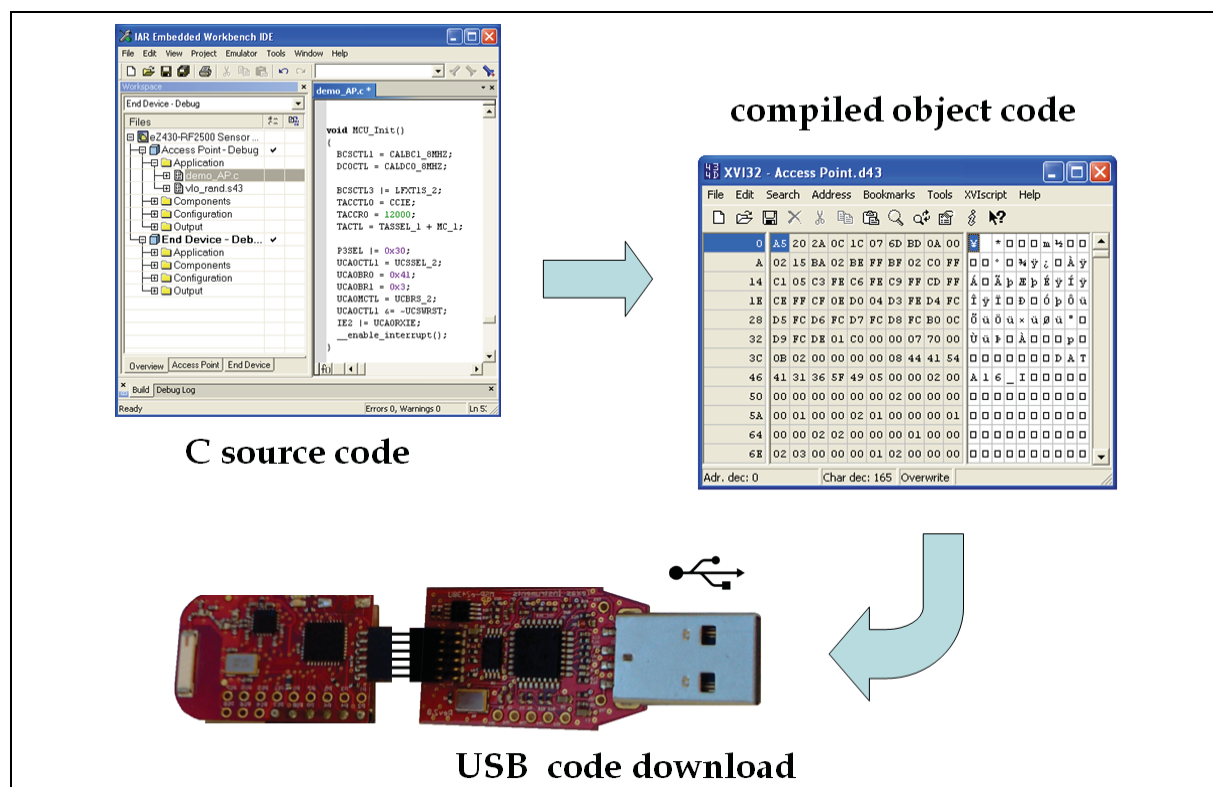 IAR Embedded Workbench IDE
File Edit View Project Emulator Tools Window Help
Workspace
End Device - Debug
Files
eZ430-RF2500 Sensor ...
Access Point - Debug
Application
demo_AP.c
vlo_rand.s43
Components
Configuration
Output
End Device - Deb...
Application
Components
Configuration
Output
Overview Access Point End Device
demo_AP.c *
void MCU_Init()
{
BCSCTL1 = CALBC1_8MHZ;
DCOCTL = CALDCO_8MHZ;
BCSCTL3 |= LFXT1S_2;
TACCTL0 = CCIE;
TACCR0 = 12000;
TACTL = TASSEL_1 + MC_1;
P3SEL |= 0x30;
UCA0CTL1 = UCSSEL_2;
UCA0BR0 = 0x41;
UCA0BR1 = 0x3;
UCA0MCTL = UCBRS_2;
UCA0CTL1 &= ~UCSWRST;
IE2 |= UCA0RXIE;
__enable_interrupt();
}
f()
Build Debug Log
Ready Errors 0, Warnings 0 Ln 5
C source code
compiled object code
XVI32 - Access Point.d43
File Edit Search Address Bookmarks Tools XVIscript Help
0 A5 20 2A 0C 1C 07 6D BD 0A 00 ¥ * m ½
A 02 15 BA 02 BE FF BF 02 C0 FF º ¾ ÿ ¿ À ÿ
14 C1 05 C3 FE C6 FE C9 FF CD FF Á Ã þ Æ þ É ÿ Í ÿ
1E CE FF CF 0E D0 04 D3 FE D4 FC Î ÿ Ï Ð Ó þ Ô ü
28 D5 FC D6 FC D7 FC D8 FC B0 0C Õ ü Ö ü × ü Ø ü °
32 D9 FC DE 01 C0 00 00 07 70 00 Ù ü Þ À p
3C 0B 02 00 00 00 00 08 44 41 54 D A T
46 41 31 36 5F 49 05 00 00 02 00 A 1 6 _ I
50 00 00 00 00 00 00 02 00 00 00
5A 00 01 00 00 02 01 00 00 00 01
64 00 00 02 02 00 00 00 01 00 00
6E 02 03 00 00 00 01 02 00 00 00
Adr. dec: 0 Char dec: 165 Overwrite
USB code download